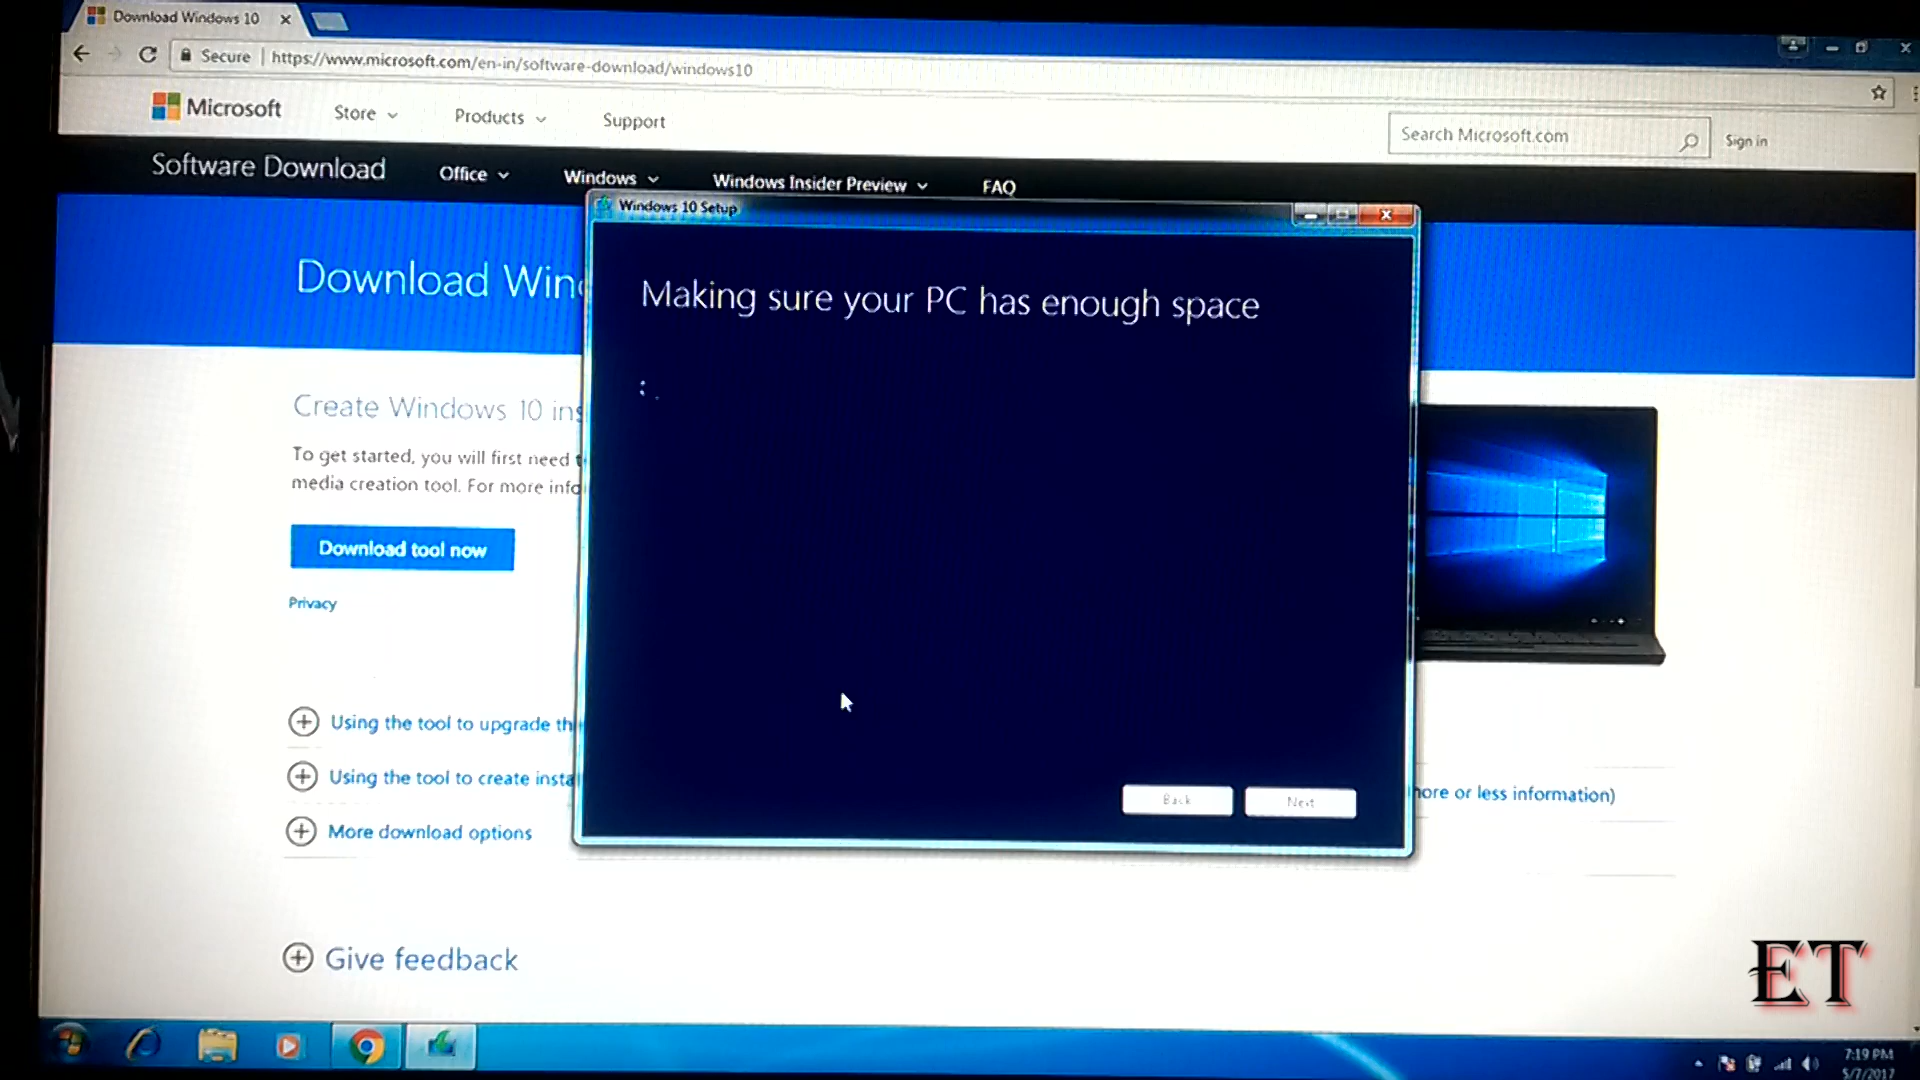 Download Windows 10
Secure
https://www.microsoft.com/en-in/software-download/windows10
Microsoft
Store
Products
Support
Search Microsoft.com
Sign in
Software Download
Office
Windows
Windows Insider Preview
FAQ
Windows 10 Setup
Download Win
Making sure your PC has enough space
Create Windows 10 ins
To get started, you will first need t
media creation tool. For more info
Download tool now
Privacy
Using the tool to upgrade th
Using the tool to create insta
more or less information)
More download options
Back
Next
Give feedback
ET
7:19 PM
5/7/2017